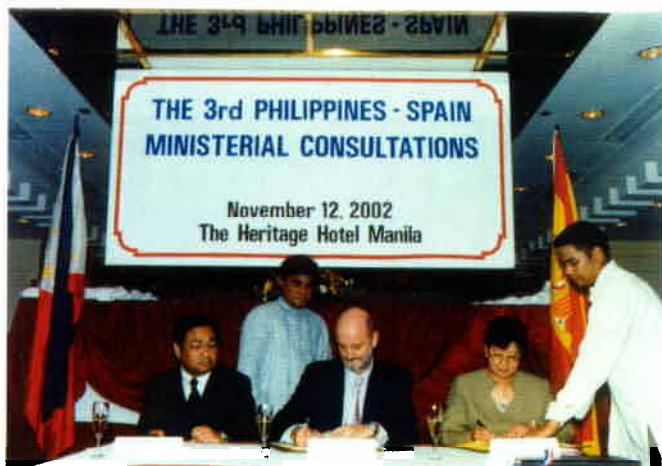 THE 3rd PHILIPPINES - SPAIN
THE 3rd PHILIPPINES - SPAIN
MINISTERIAL CONSULTATIONS
November 12, 2002
The Heritage Hotel Manila